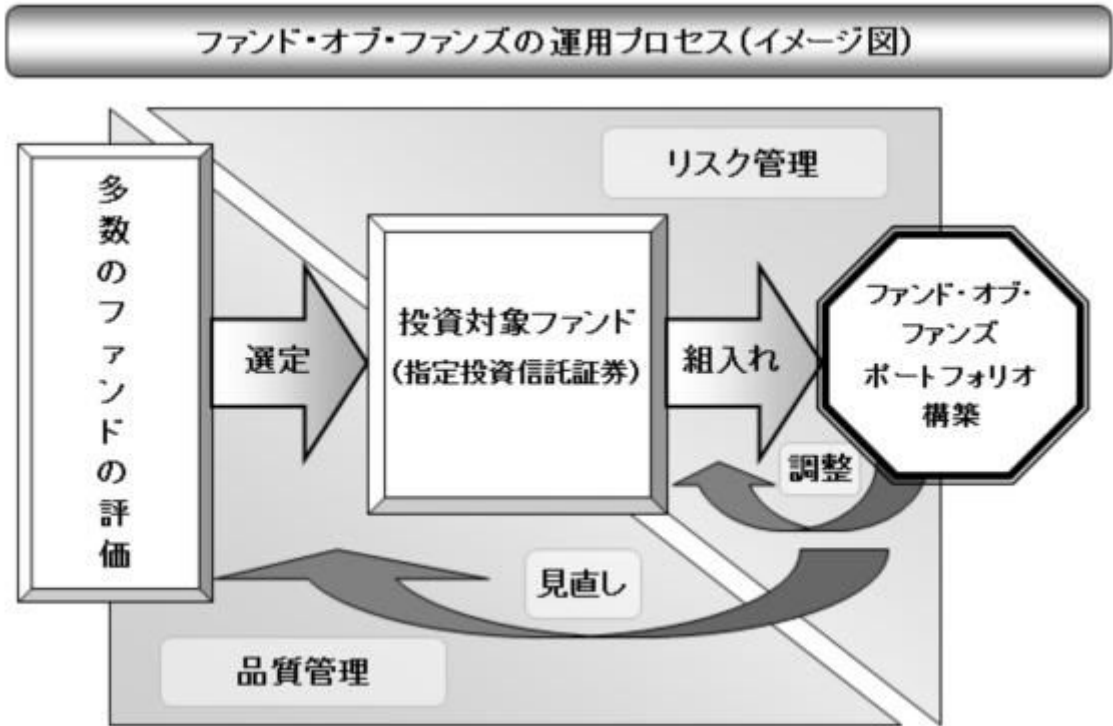 ファンド・オブ・ファンズの運用プロセス(イメージ図)
リスク管理
多数のファンドの評価
選定
投資対象ファンド
(指定投資信託証券)
組入れ
ファンド・オブ・
ファンズ
ポートフォリオ
構築
調整
見直し
品質管理